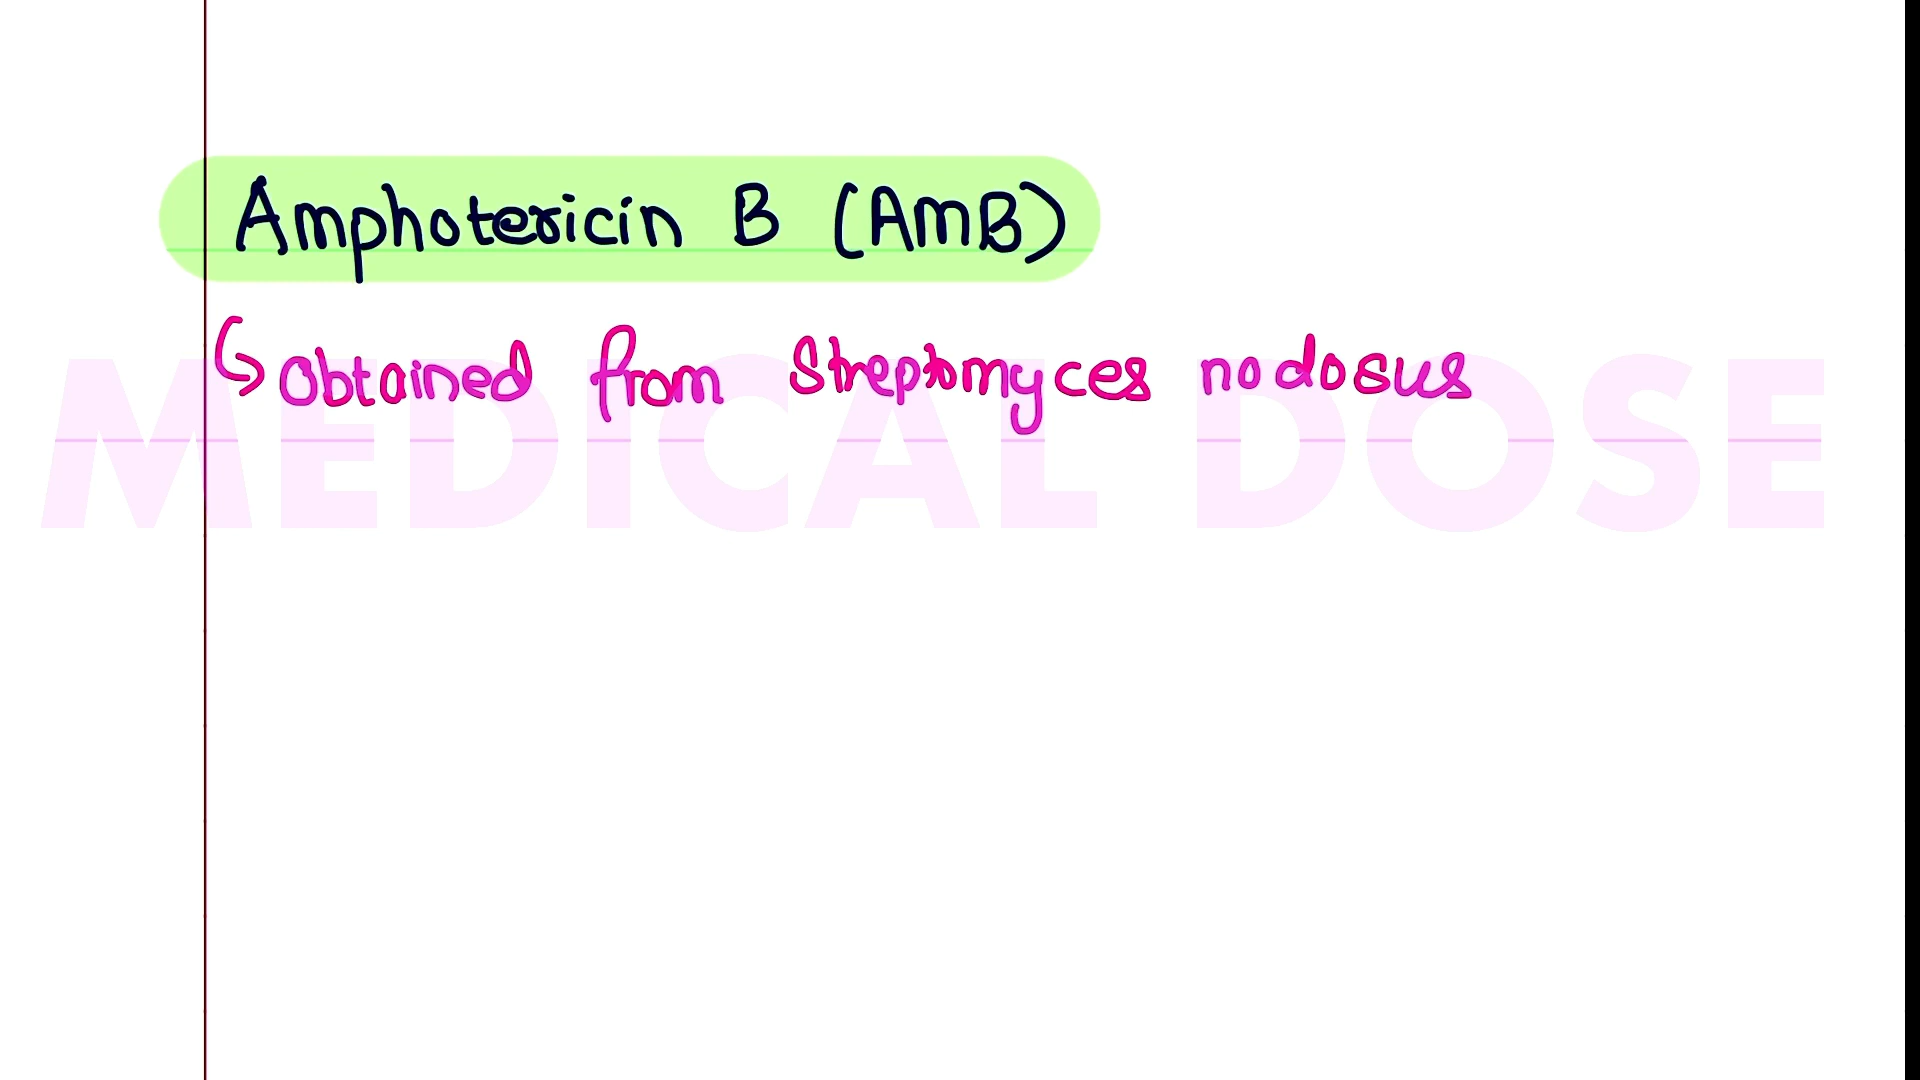 Amphotericin B (AMB)
↳ Obtained from Streptomyces nodosus
MEDICAL DOSE